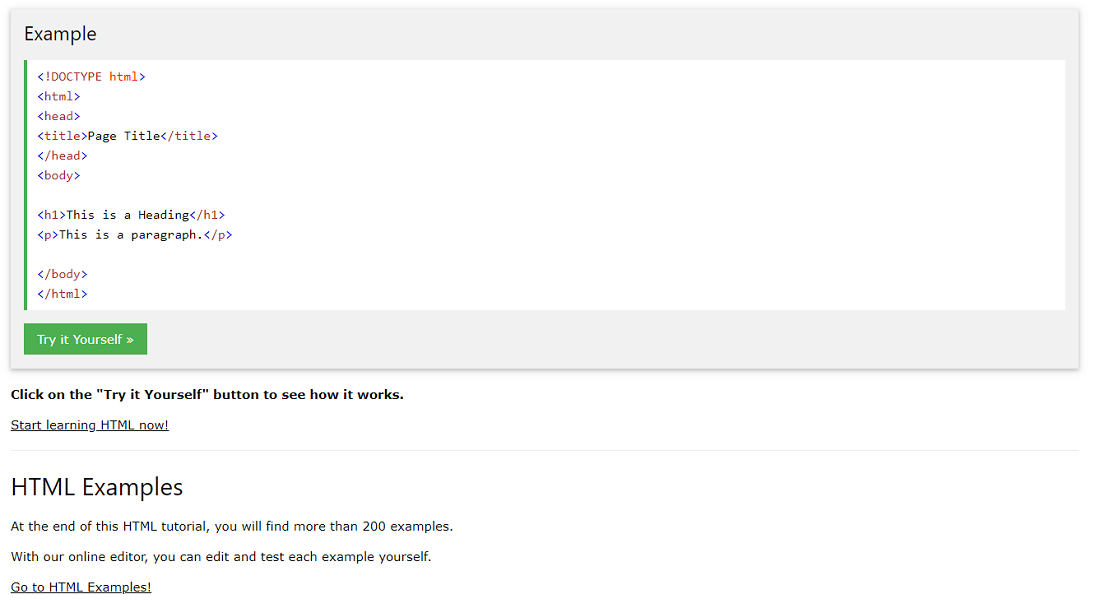 Example
<!DOCTYPE html>
<html>
<head>
<title>Page Title</title>
</head>
<body>
<h1>This is a Heading</h1>
<p>This is a paragraph.</p>
</body>
</html>
Try it Yourself »
Click on the "Try it Yourself" button to see how it works.
Start learning HTML now!
HTML Examples
At the end of this HTML tutorial, you will find more than 200 examples.
With our online editor, you can edit and test each example yourself.
Go to HTML Examples!